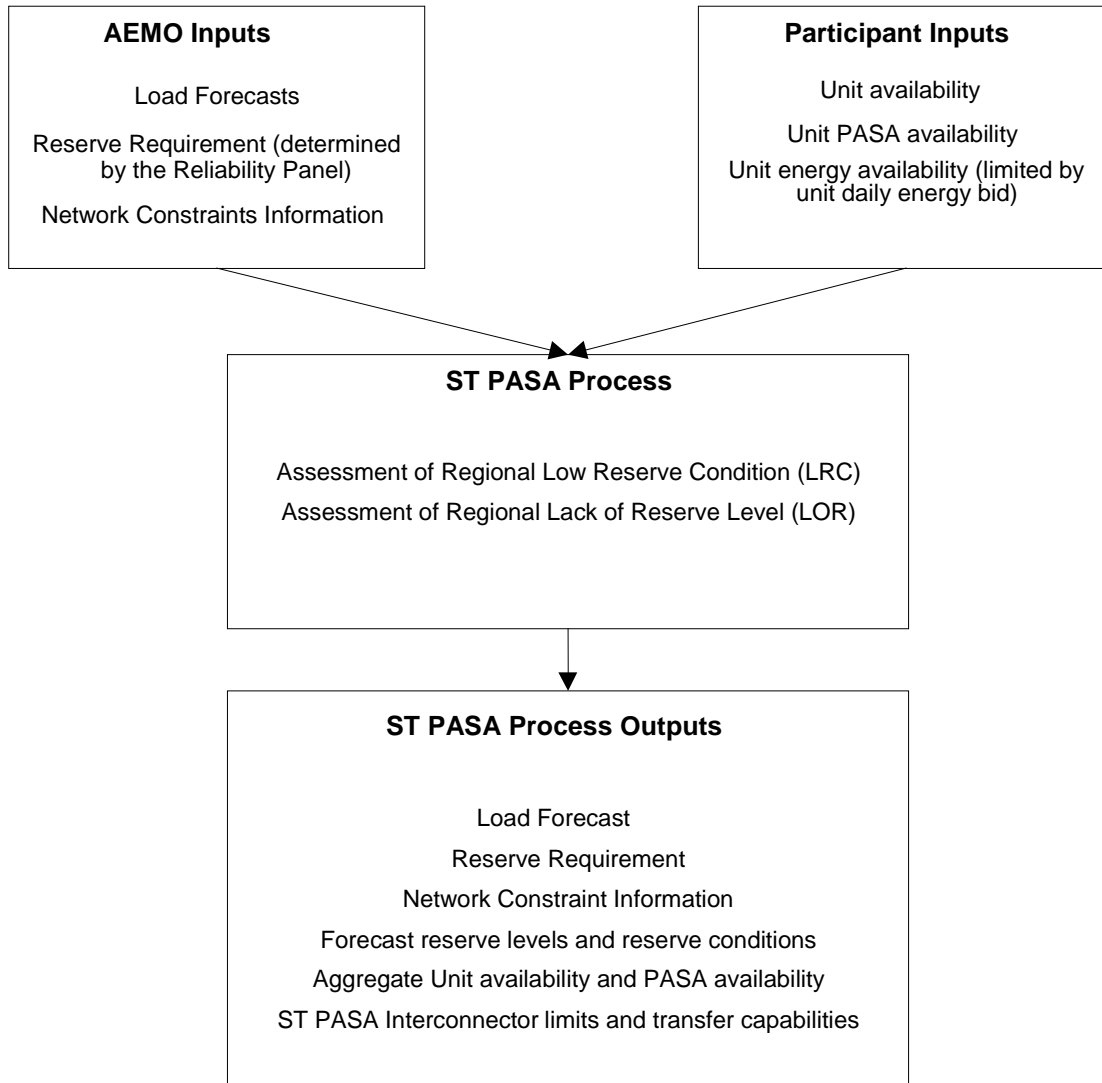 AEMO Inputs
Load Forecasts
Reserve Requirement (determined
by the Reliability Panel)
Network Constraints Information
Participant Inputs
Unit availability
Unit PASA availability
Unit energy availability (limited by
unit daily energy bid)
ST PASA Process
Assessment of Regional Low Reserve Condition (LRC)
Assessment of Regional Lack of Reserve Level (LOR)
ST PASA Process Outputs
Load Forecast
Reserve Requirement
Network Constraint Information
Forecast reserve levels and reserve conditions
Aggregate Unit availability and PASA availability
ST PASA Interconnector limits and transfer capabilities